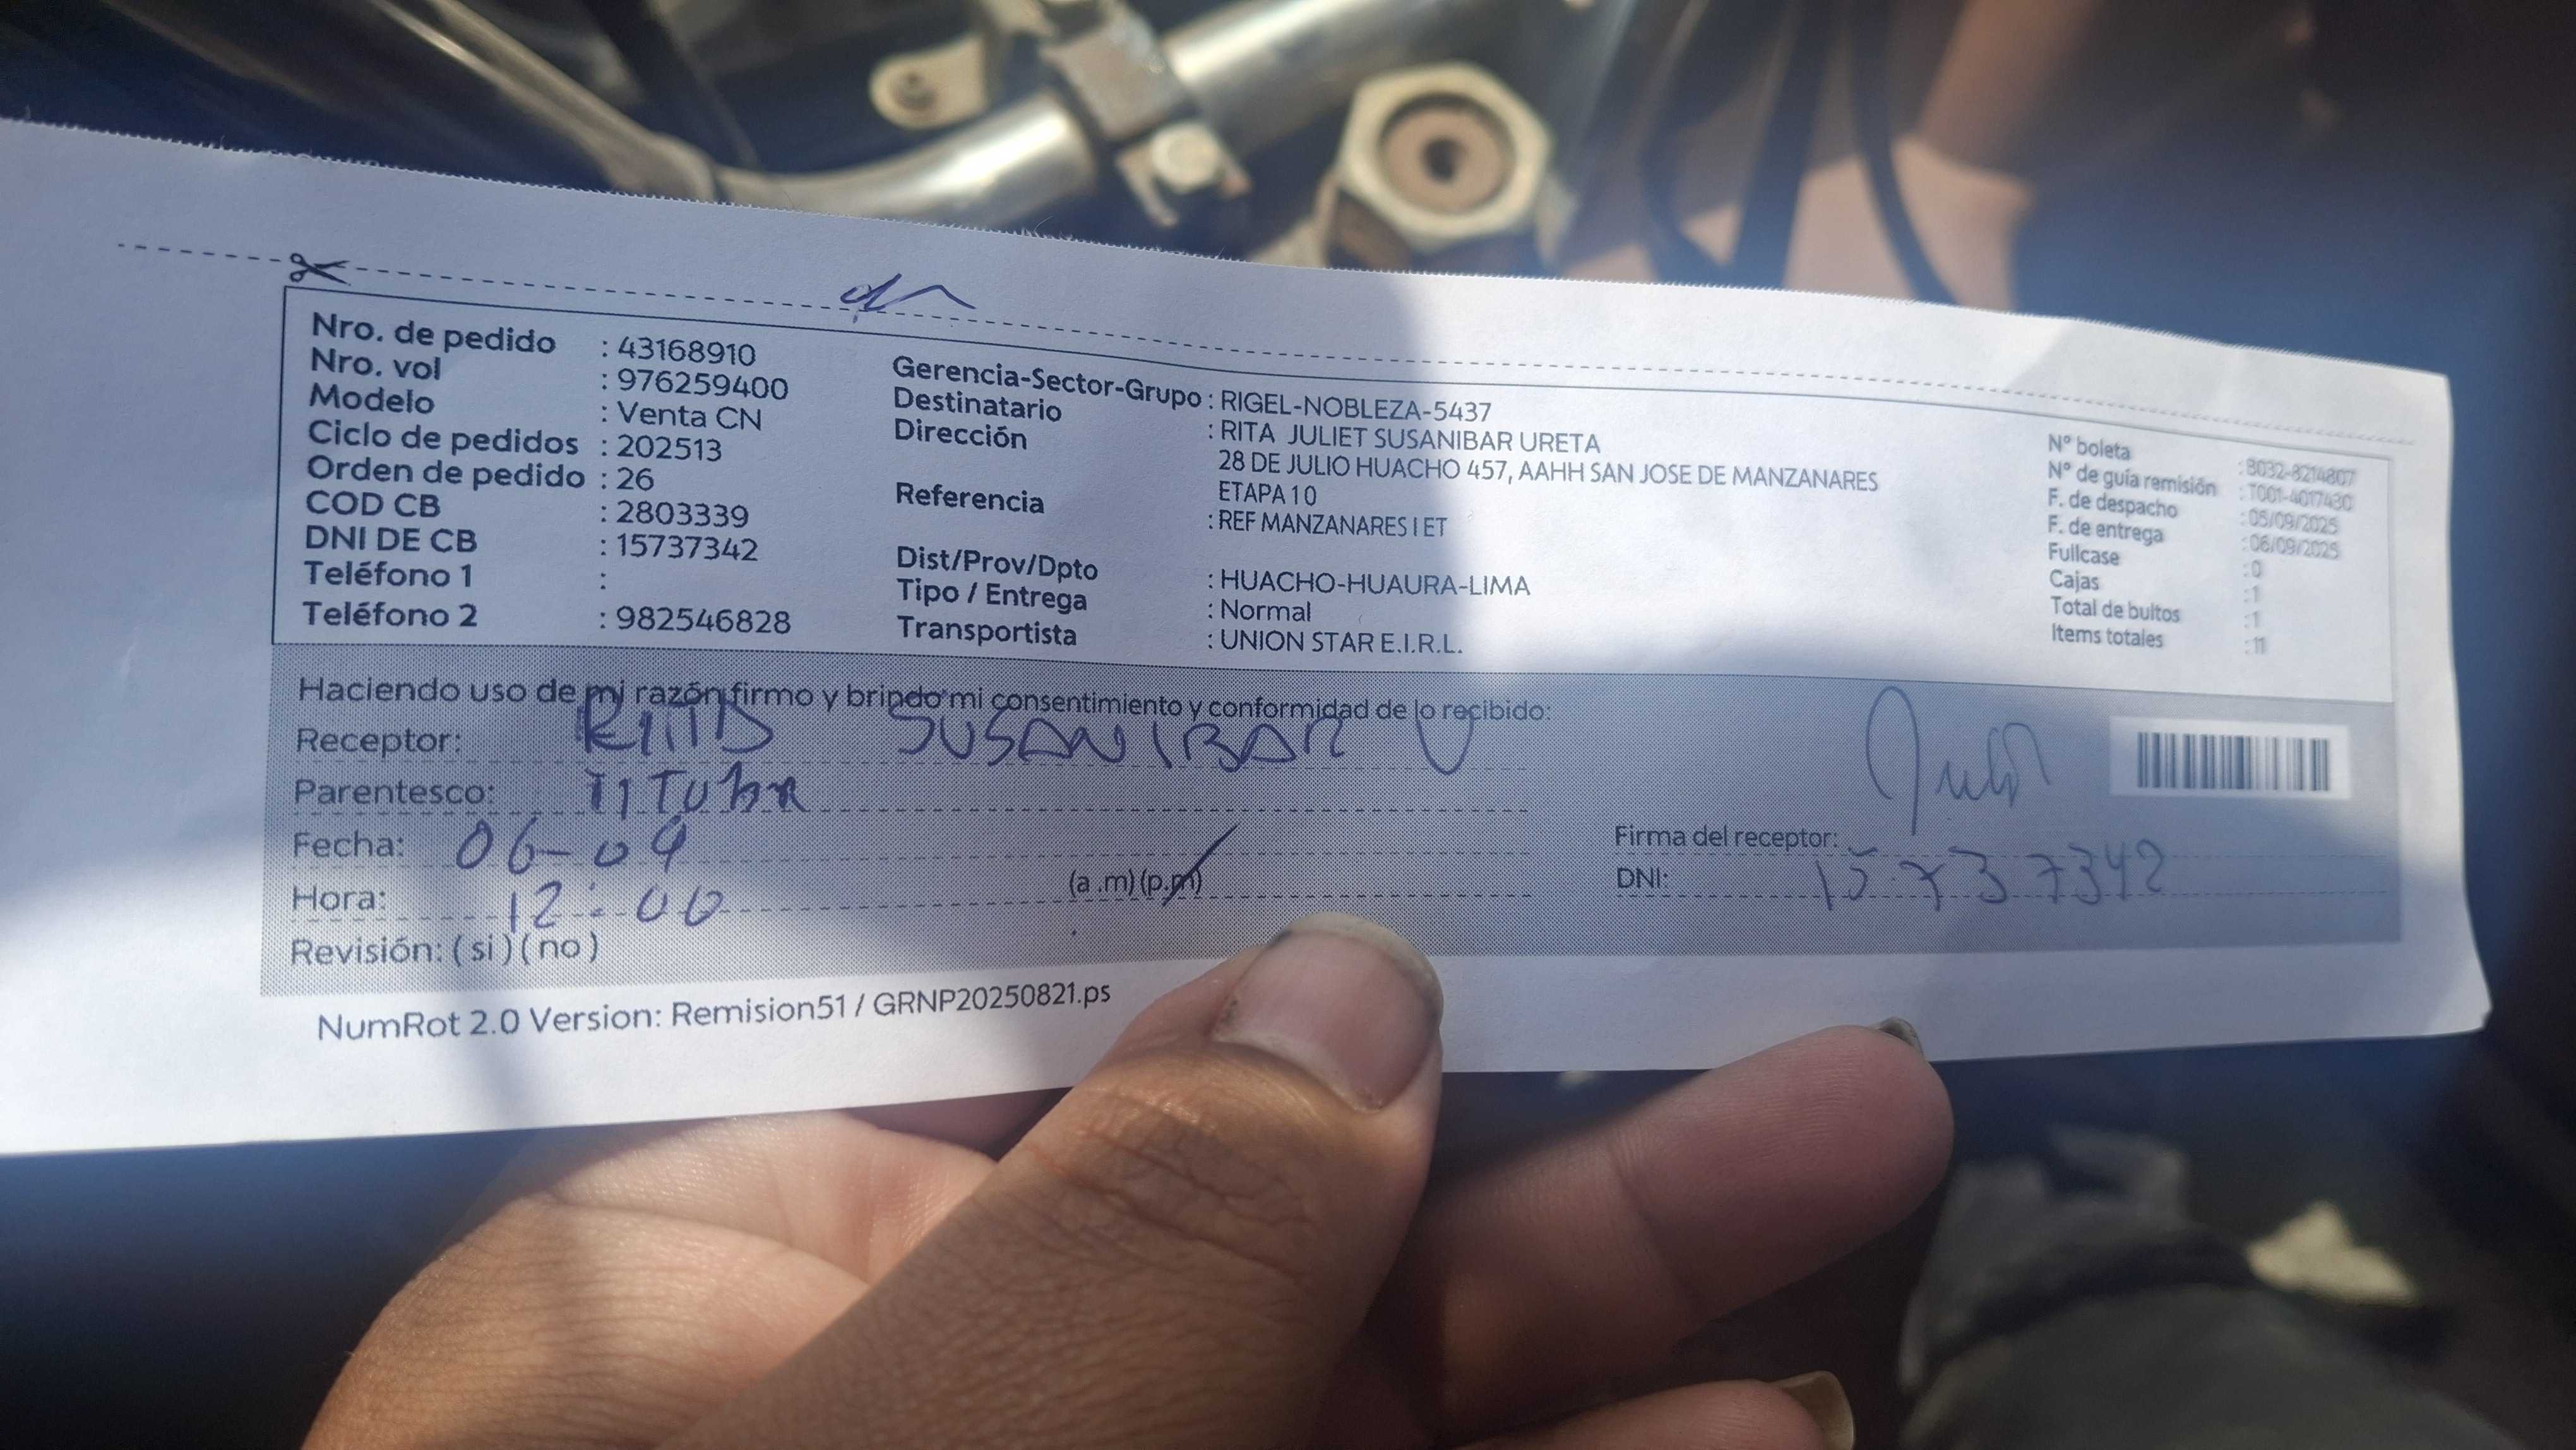 Nro. de pedido : 43168910
Nro. vol : 976259400
Modelo : Venta CN
Ciclo de pedidos : 202513
Orden de pedido : 26
COD CB : 2803339
DNI DE CB : 15737342
Teléfono 1 :
Teléfono 2 : 982546828
Gerencia-Sector-Grupo : RIGEL-NOBLEZA-5437
Destinatario : RITA JULIET SUSANIBAR URETA
Dirección 28 DE JULIO HUACHO 457, AAHH SAN JOSE DE MANZANARES
ETAPA 10
Referencia : REF MANZANARES I ET
Dist/Prov/Dpto : HUACHO-HUAURA-LIMA
Tipo / Entrega : Normal
Transportista : UNION STAR E.I.R.L.
N° boleta : B032-8214807
N° de guía remisión : T001-4017430
F. de despacho : 05/09/2025
F. de entrega : 06/09/2025
Fullcase : 0
Cajas : 1
Total de bultos : 1
Items totales : 11
Haciendo uso de mi razón firmo y brindo mi consentimiento y conformidad de lo recibido:
Receptor: RITA SUSANIBAR U
Parentesco: TITULAR
Fecha: 06-09
Hora: 12:00 (a.m) (p.m)
Revisión: (si) (no)
Firma del receptor:
DNI: 15737342
NumRot 2.0 Version: Remision51 / GRNP20250821.ps